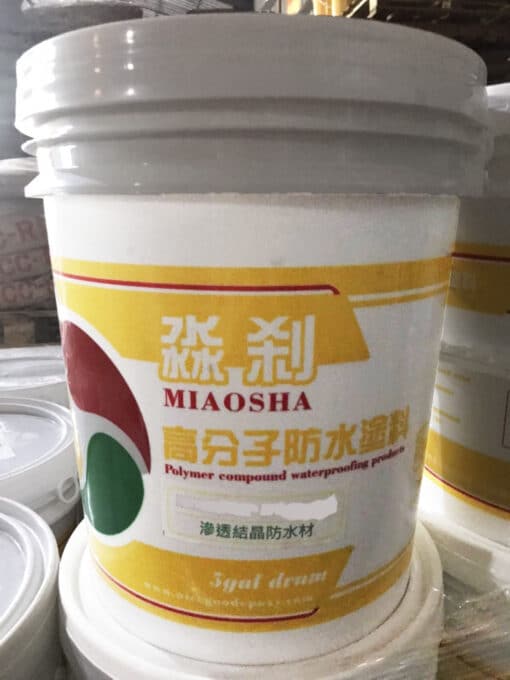 淼剎
MIAOSHA
高分子防水塗料
Polymer compound waterproofing products
滲透結晶防水材
5gal drum